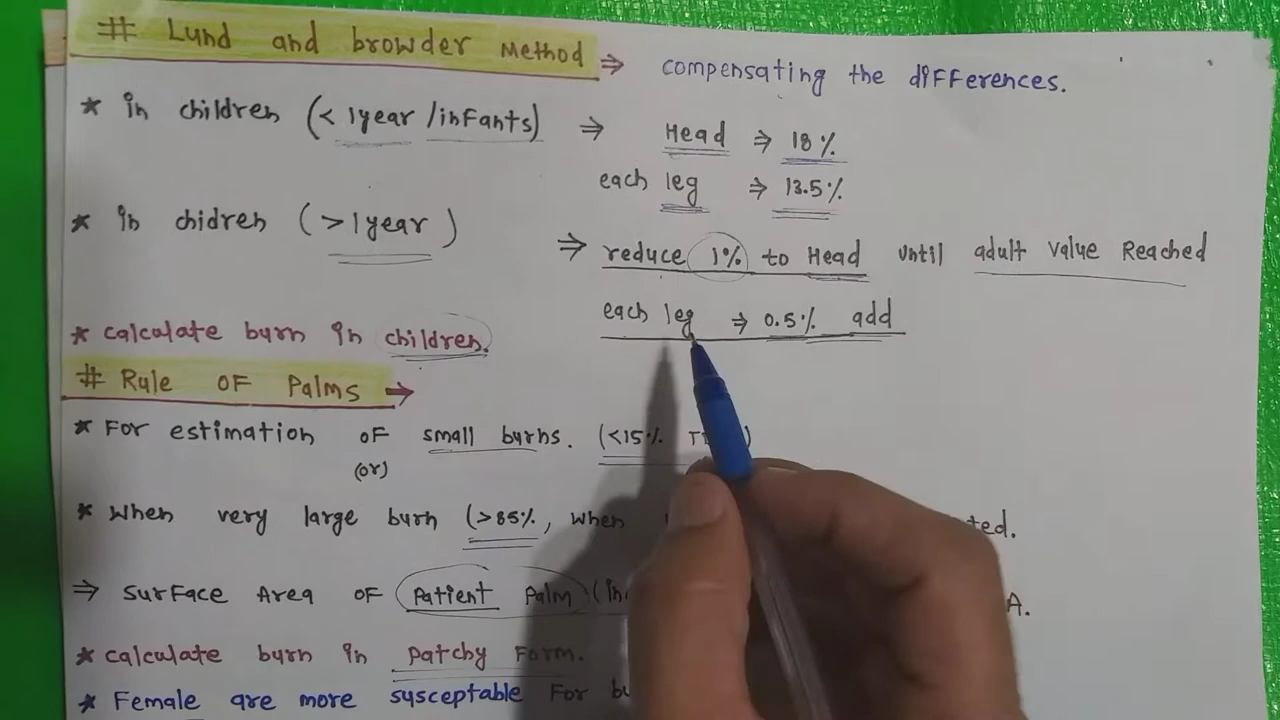 # Lund and browder Method ⇒ compensating the differences.
* in children (< 1year /infants) ⇒ Head ⇒ 18%
each leg ⇒ 13.5%
* in chidren (>1year) ⇒ reduce 1% to Head until adult value Reached
each leg ⇒ 0.5% add
* calculate burn in children.
# Rule OF Palms →
* For estimation OF small burns. (<15%
(or)
* When very large burn (>85%, when
⇒ Surface Area OF Patient Palm
* calculate burn in Patchy Form.
* Female are more susceptable For